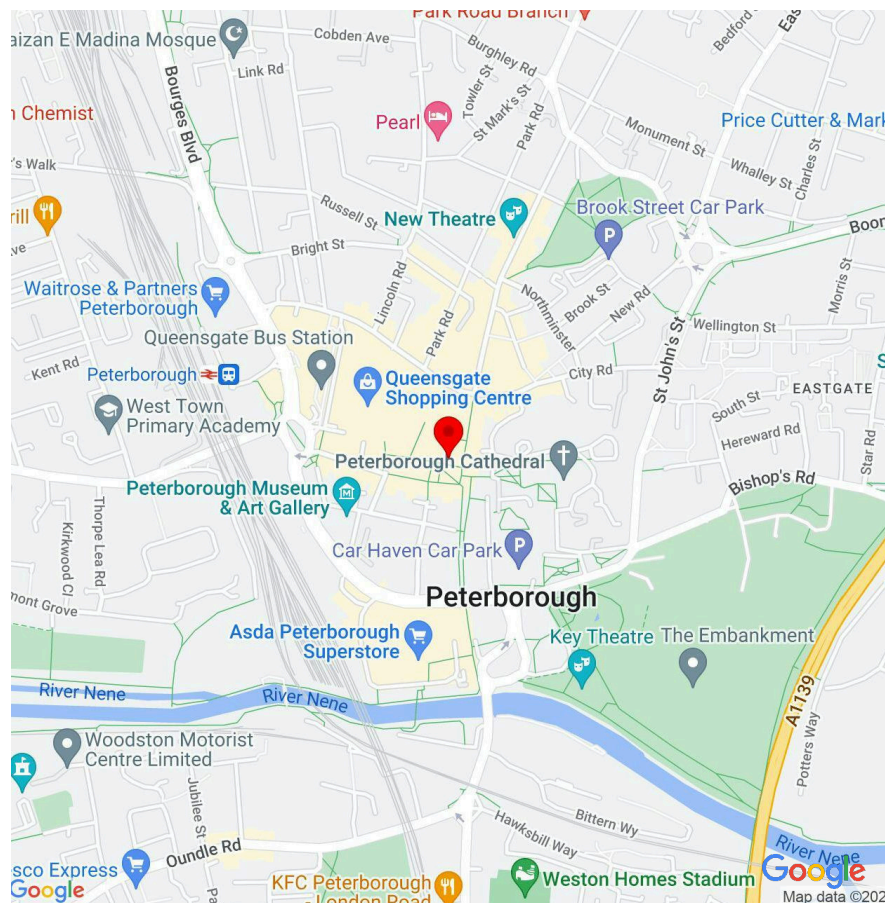 Park Road Branch
aizan E Madina Mosque
Cobden Ave
Burghley Rd
Bedford
East
Link Rd
Bourges Blvd
Towler St
St Mark's St
Park Rd
n Chemist
Pearl
Price Cutter & Mark
Monument St
Whalley St
Charles St
's Walk
Russell St
New Theatre
Brook Street Car Park
rill
Ave
Bright St
Boon
Waitrose & Partners
Peterborough
Lincoln Rd
Park Rd
Northminster
Brook St
New Rd
Morris St
Wellington St
Queensgate Bus Station
St John's St
Kent Rd
Peterborough
City Rd
Queensgate
Shopping Centre
EASTGATE
S
West Town
Primary Academy
South St
Hereward Rd
Star Rd
Peterborough Cathedral
Bishop's Rd
Peterborough Museum
& Art Gallery
Thorpe Lea Rd
Kirkwood Cl
Car Haven Car Park
Peterborough
mont Grove
Asda Peterborough
Superstore
Key Theatre
The Embankment
A1139
River Nene
River Nene
Potters Way
Woodston Motorist
Centre Limited
Jubilee St
Bittern Wy
Hawksbill Way
Oundle Rd
River Nene
sco Express
Pa
KFC Peterborough
- London Road
Weston Homes Stadium
Google
Google
Map data ©202